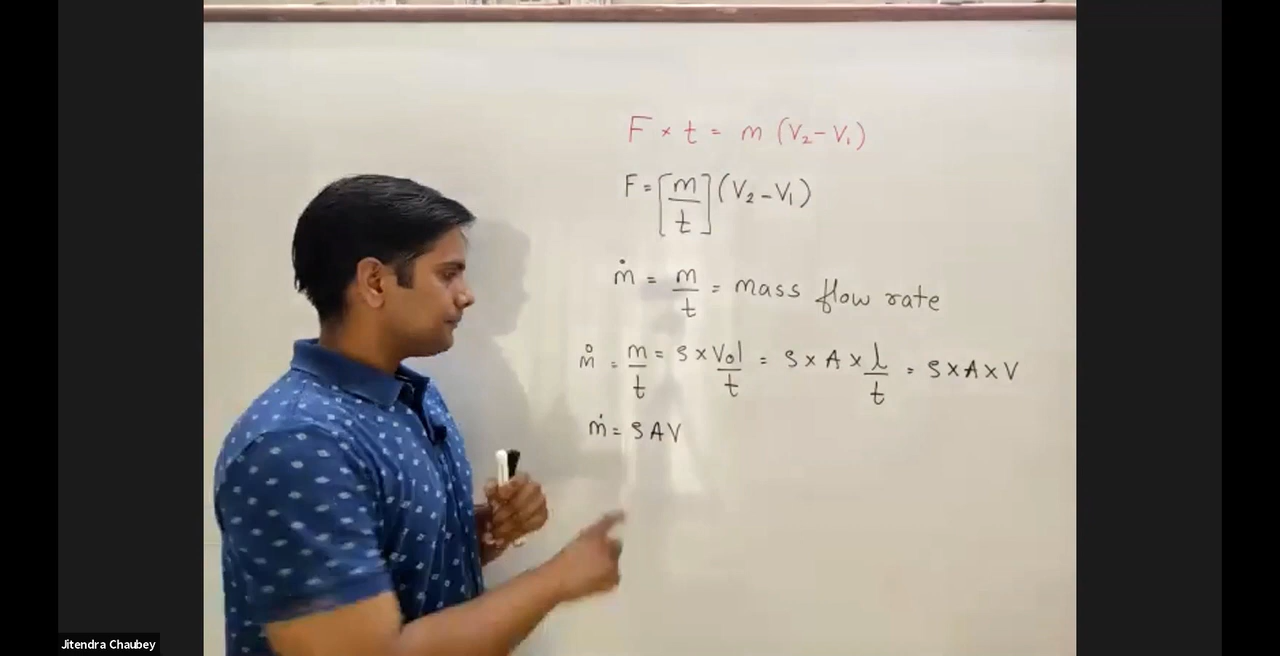 F × t = m (V₂ – V₁)
F = [m/t] (V₂ – V₁)
ṁ = m/t = mass flow rate
ṁ = m/t = ρ × Vol/t = ρ × A × l/t = ρ × A × V
ṁ = ρAV
Jitendra Chaubey